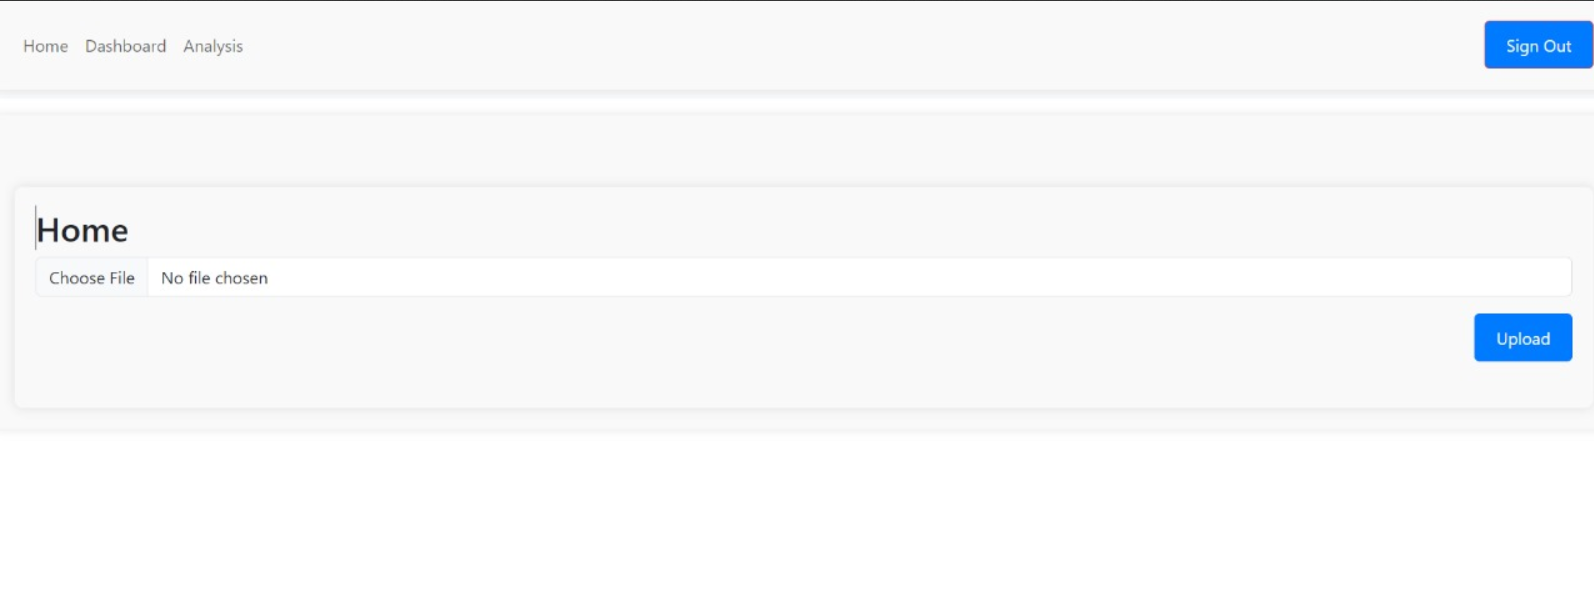 Home Dashboard Analysis Sign Out
Home
Choose File No file chosen
Upload